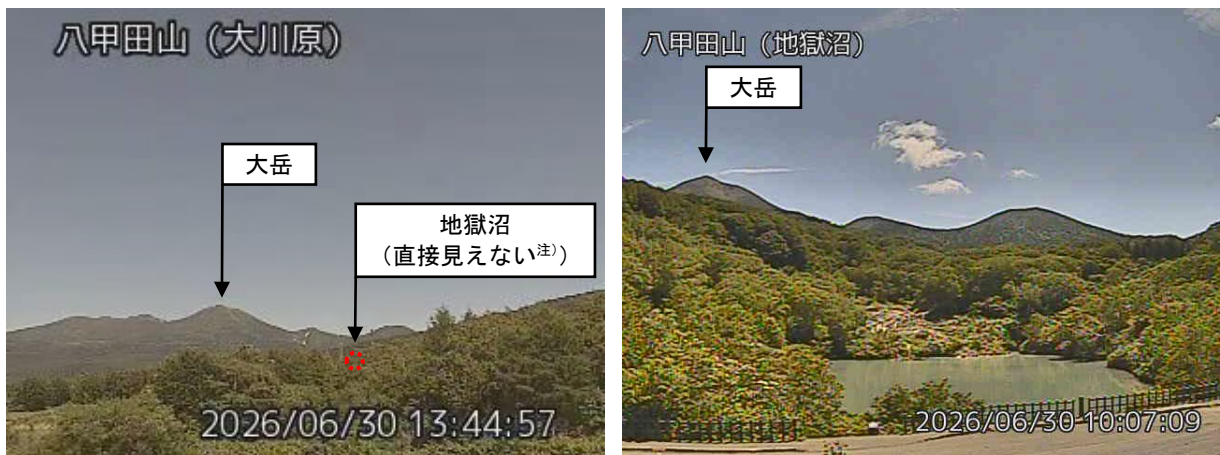 八甲田山（大川原）
大岳
地獄沼
（直接見えない注））
2026/06/30 13:44:57
八甲田山（地獄沼）
大岳
2026/06/30 10:07:09